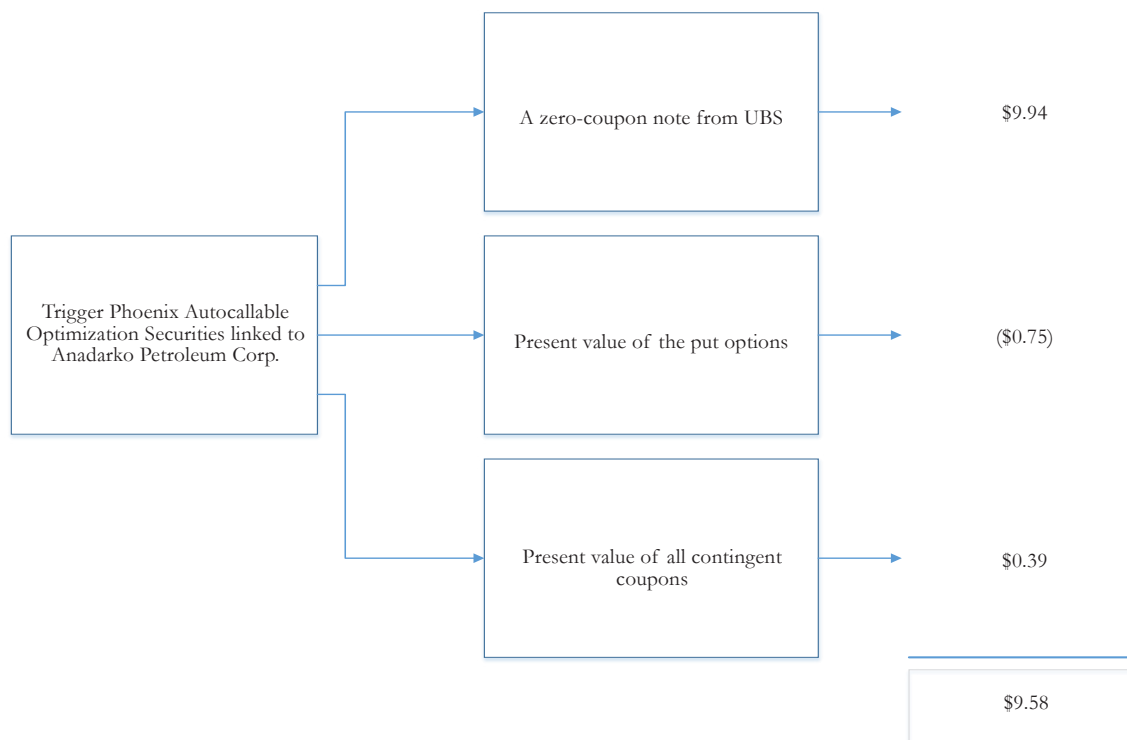 A zero-coupon note from UBS
$9.94
Trigger Phoenix Autocallable
Optimization Securities linked to
Anadarko Petroleum Corp.
Present value of the put options
($0.75)
Present value of all contingent
coupons
$0.39
$9.58